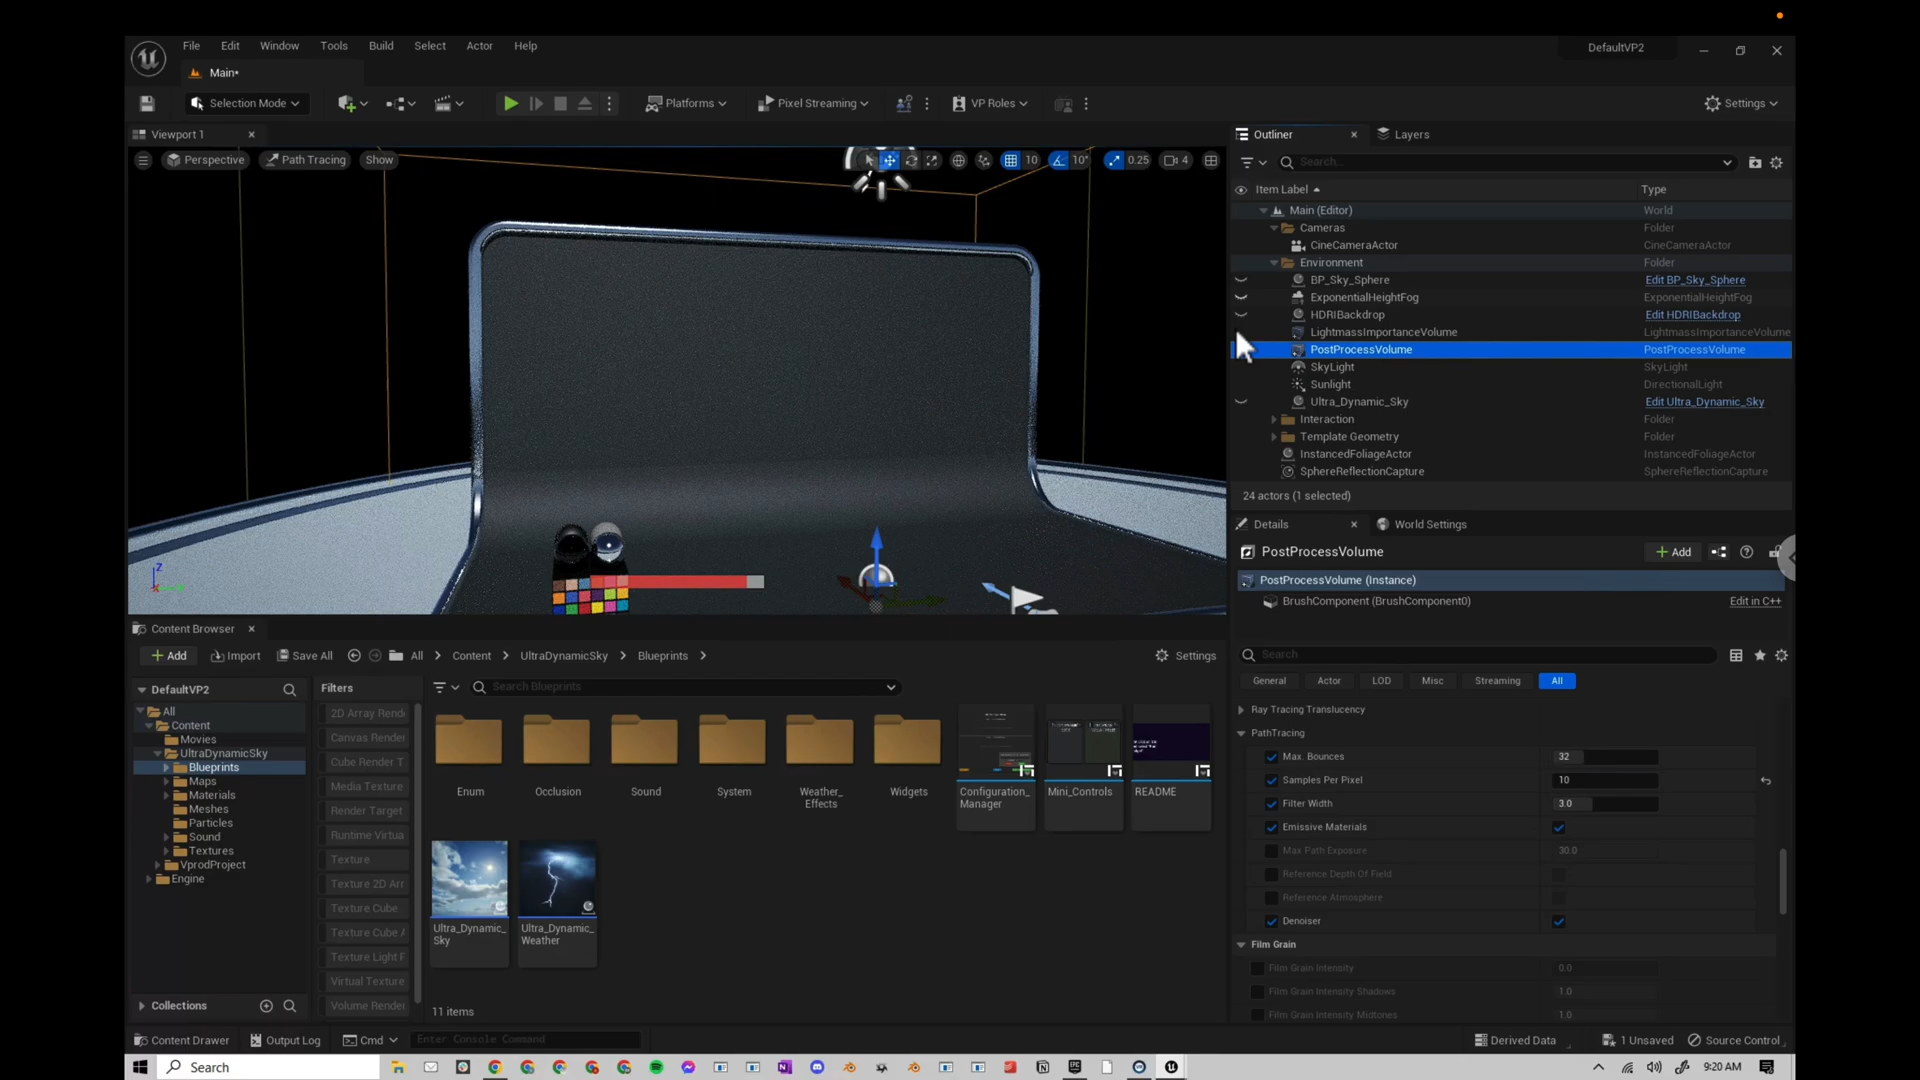 File Edit Window Tools Build Select Actor Help
DefaultVP2
Main•
Selection Mode
Platforms
Pixel Streaming
VP Roles
Settings
Viewport 1
Outliner
Layers
Perspective
Path Tracing
Show
10
10°
0.25
4
Search...
Item Label
Type
Main (Editor)
World
Cameras
Folder
CineCameraActor
CineCameraActor
Environment
Folder
BP_Sky_Sphere
Edit BP_Sky_Sphere
ExponentialHeightFog
ExponentialHeightFog
HDRIBackdrop
Edit HDRIBackdrop
LightmassImportanceVolume
LightmassImportanceVolume
PostProcessVolume
PostProcessVolume
SkyLight
SkyLight
Sunlight
DirectionalLight
Ultra_Dynamic_Sky
Edit Ultra_Dynamic_Sky
Interaction
Folder
Template Geometry
Folder
InstancedFoliageActor
InstancedFoliageActor
SphereReflectionCapture
SphereReflectionCapture
24 actors (1 selected)
Details
World Settings
PostProcessVolume
Add
PostProcessVolume (Instance)
BrushComponent (BrushComponent0)
Edit in C++
Search
General
Actor
LOD
Misc
Streaming
All
Ray Tracing Translucency
PathTracing
Max. Bounces
32
Samples Per Pixel
10
Filter Width
3.0
Emissive Materials
Max Path Exposure
30.0
Reference Depth Of Field
Reference Atmosphere
Denoiser
Film Grain
Film Grain Intensity
0.0
Film Grain Intensity Shadows
1.0
Film Grain Intensity Midtones
1.0
Z
Content Browser
Add
Import
Save All
All
Content
UltraDynamicSky
Blueprints
Settings
DefaultVP2
All
Content
Movies
UltraDynamicSky
Blueprints
Maps
Materials
Meshes
Particles
Sound
Textures
VprodProject
Engine
Collections
Filters
2D Array Rend
Canvas Render
Cube Render T
Media Texture
Render Target
Runtime Virtua
Texture
Texture 2D Arr
Texture Cube
Texture Cube A
Texture Light P
Virtual Texture
Volume Render
Search Blueprints
Enum
Occlusion
Sound
System
Weather_
Effects
Widgets
Configuration_
Manager
Mini_Controls
README
Ultra_Dynamic_
Sky
Ultra_Dynamic_
Weather
11 items
Content Drawer
Output Log
Cmd
Enter Console Command
Derived Data
1 Unsaved
Source Control
Search
9:20 AM